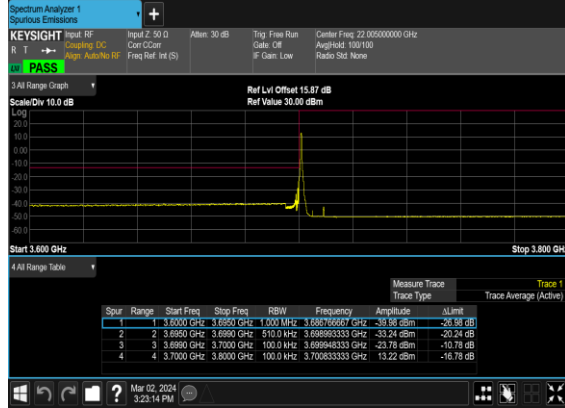 Spectrum Analyzer 1
Spurious Emissions
KEYSIGHT
R T
LW PASS
Input: RF
Coupling: DC
Align: Auto/No RF
Input Z: 50 Ω
Corr CCorr
Freq Ref: Int (S)
Atten: 30 dB
Trig: Free Run
Gate: Off
IF Gain: Low
Center Freq: 22.005000000 GHz
Avg|Hold: 100/100
Radio Std: None
3 All Range Graph
Ref Lvl Offset 15.87 dB
Scale/Div 10.0 dB
Ref Value 30.00 dBm
Log
20.0
10.0
0.00
-10.0
-20.0
-30.0
-40.0
-50.0
-60.0
Start 3.600 GHz
Stop 3.800 GHz
4 All Range Table
Measure Trace Trace 1
Trace Type Trace Average (Active)
Spur Range Start Freq Stop Freq RBW Frequency Amplitude ΔLimit
1 1 3.6000 GHz 3.6950 GHz 1.000 MHz 3.686766667 GHz -39.98 dBm -26.98 dB
2 2 3.6950 GHz 3.6990 GHz 510.0 kHz 3.698993333 GHz -33.24 dBm -20.24 dB
3 3 3.6990 GHz 3.7000 GHz 100.0 kHz 3.699948333 GHz -23.78 dBm -10.78 dB
4 4 3.7000 GHz 3.8000 GHz 100.0 kHz 3.700833333 GHz 13.22 dBm -16.78 dB
?
Mar 02, 2024
3:23:14 PM